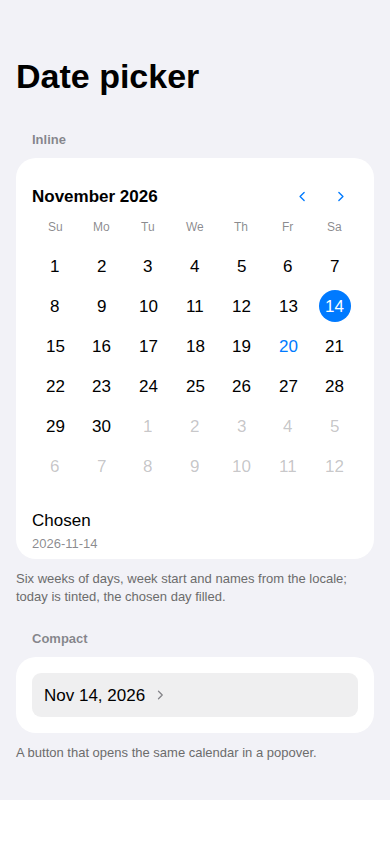 Date picker
Inline
November 2026
Su Mo Tu We Th Fr Sa
1 2 3 4 5 6 7
8 9 10 11 12 13 14
15 16 17 18 19 20 21
22 23 24 25 26 27 28
29 30 1 2 3 4 5
6 7 8 9 10 11 12
Chosen
2026-11-14
Six weeks of days, week start and names from the locale;
today is tinted, the chosen day filled.
Compact
Nov 14, 2026
A button that opens the same calendar in a popover.